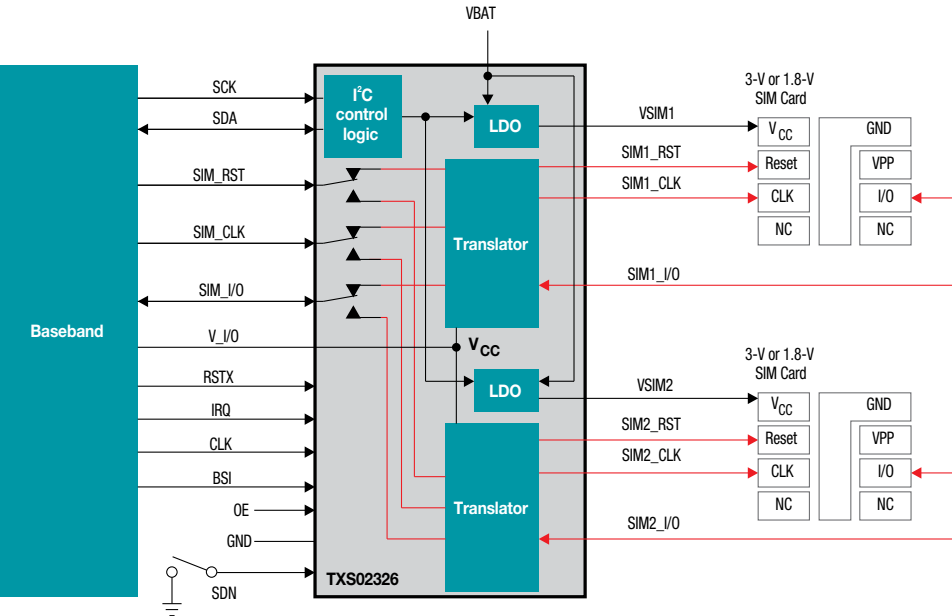 VBAT
SCK
SDA
SIM_RST
SIM_CLK
SIM_I/O
V_I/O
RSTX
IRQ
CLK
BSI
OE
GND
SDN
Baseband
I²C
control
logic
LDO
Translator
VCC
LDO
Translator
TXS02326
VSIM1
SIM1_RST
SIM1_CLK
SIM1_I/O
VSIM2
SIM2_RST
SIM2_CLK
SIM2_I/O
3-V or 1.8-V
SIM Card
VCC
GND
Reset
VPP
CLK
I/O
NC
NC
3-V or 1.8-V
SIM Card
VCC
GND
Reset
VPP
CLK
I/O
NC
NC